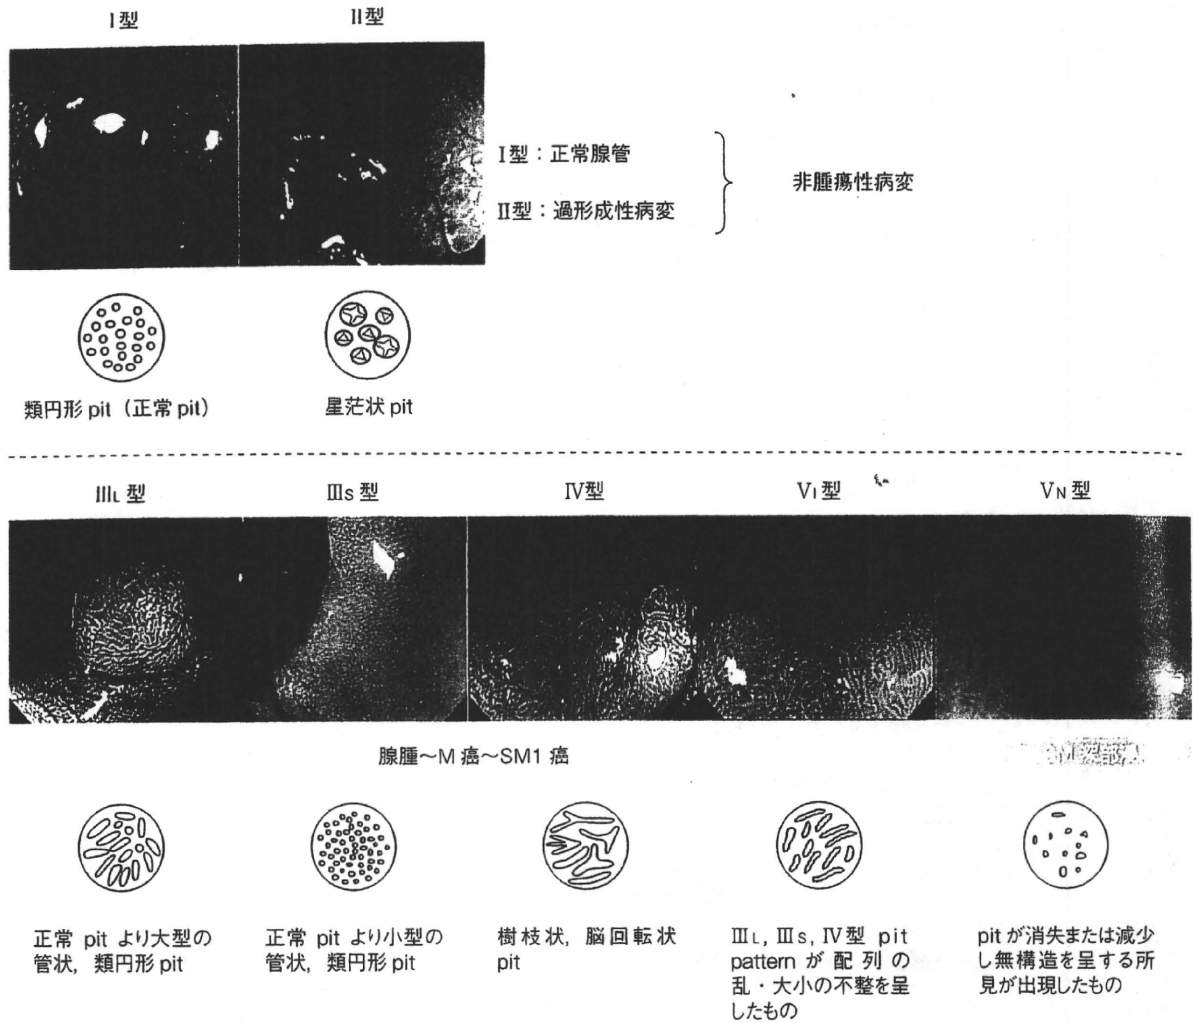 I型
II型
I型：正常腺管
II型：過形成性病変
非腫瘍性病変
類円形 pit（正常 pit）
星芒状 pit
IIIL 型
IIIS 型
IV型
VI 型
VN 型
腺腫～M 癌～SM1 癌
正常 pit より大型の
管状，類円形 pit
正常 pit より小型の
管状，類円形 pit
樹枝状，脳回転状
pit
IIIL, IIIS, IV型 pit
pattern が 配 列 の
乱・大小の不整を呈
したもの
pit が消失または減少
し無構造を呈する所
見が出現したもの